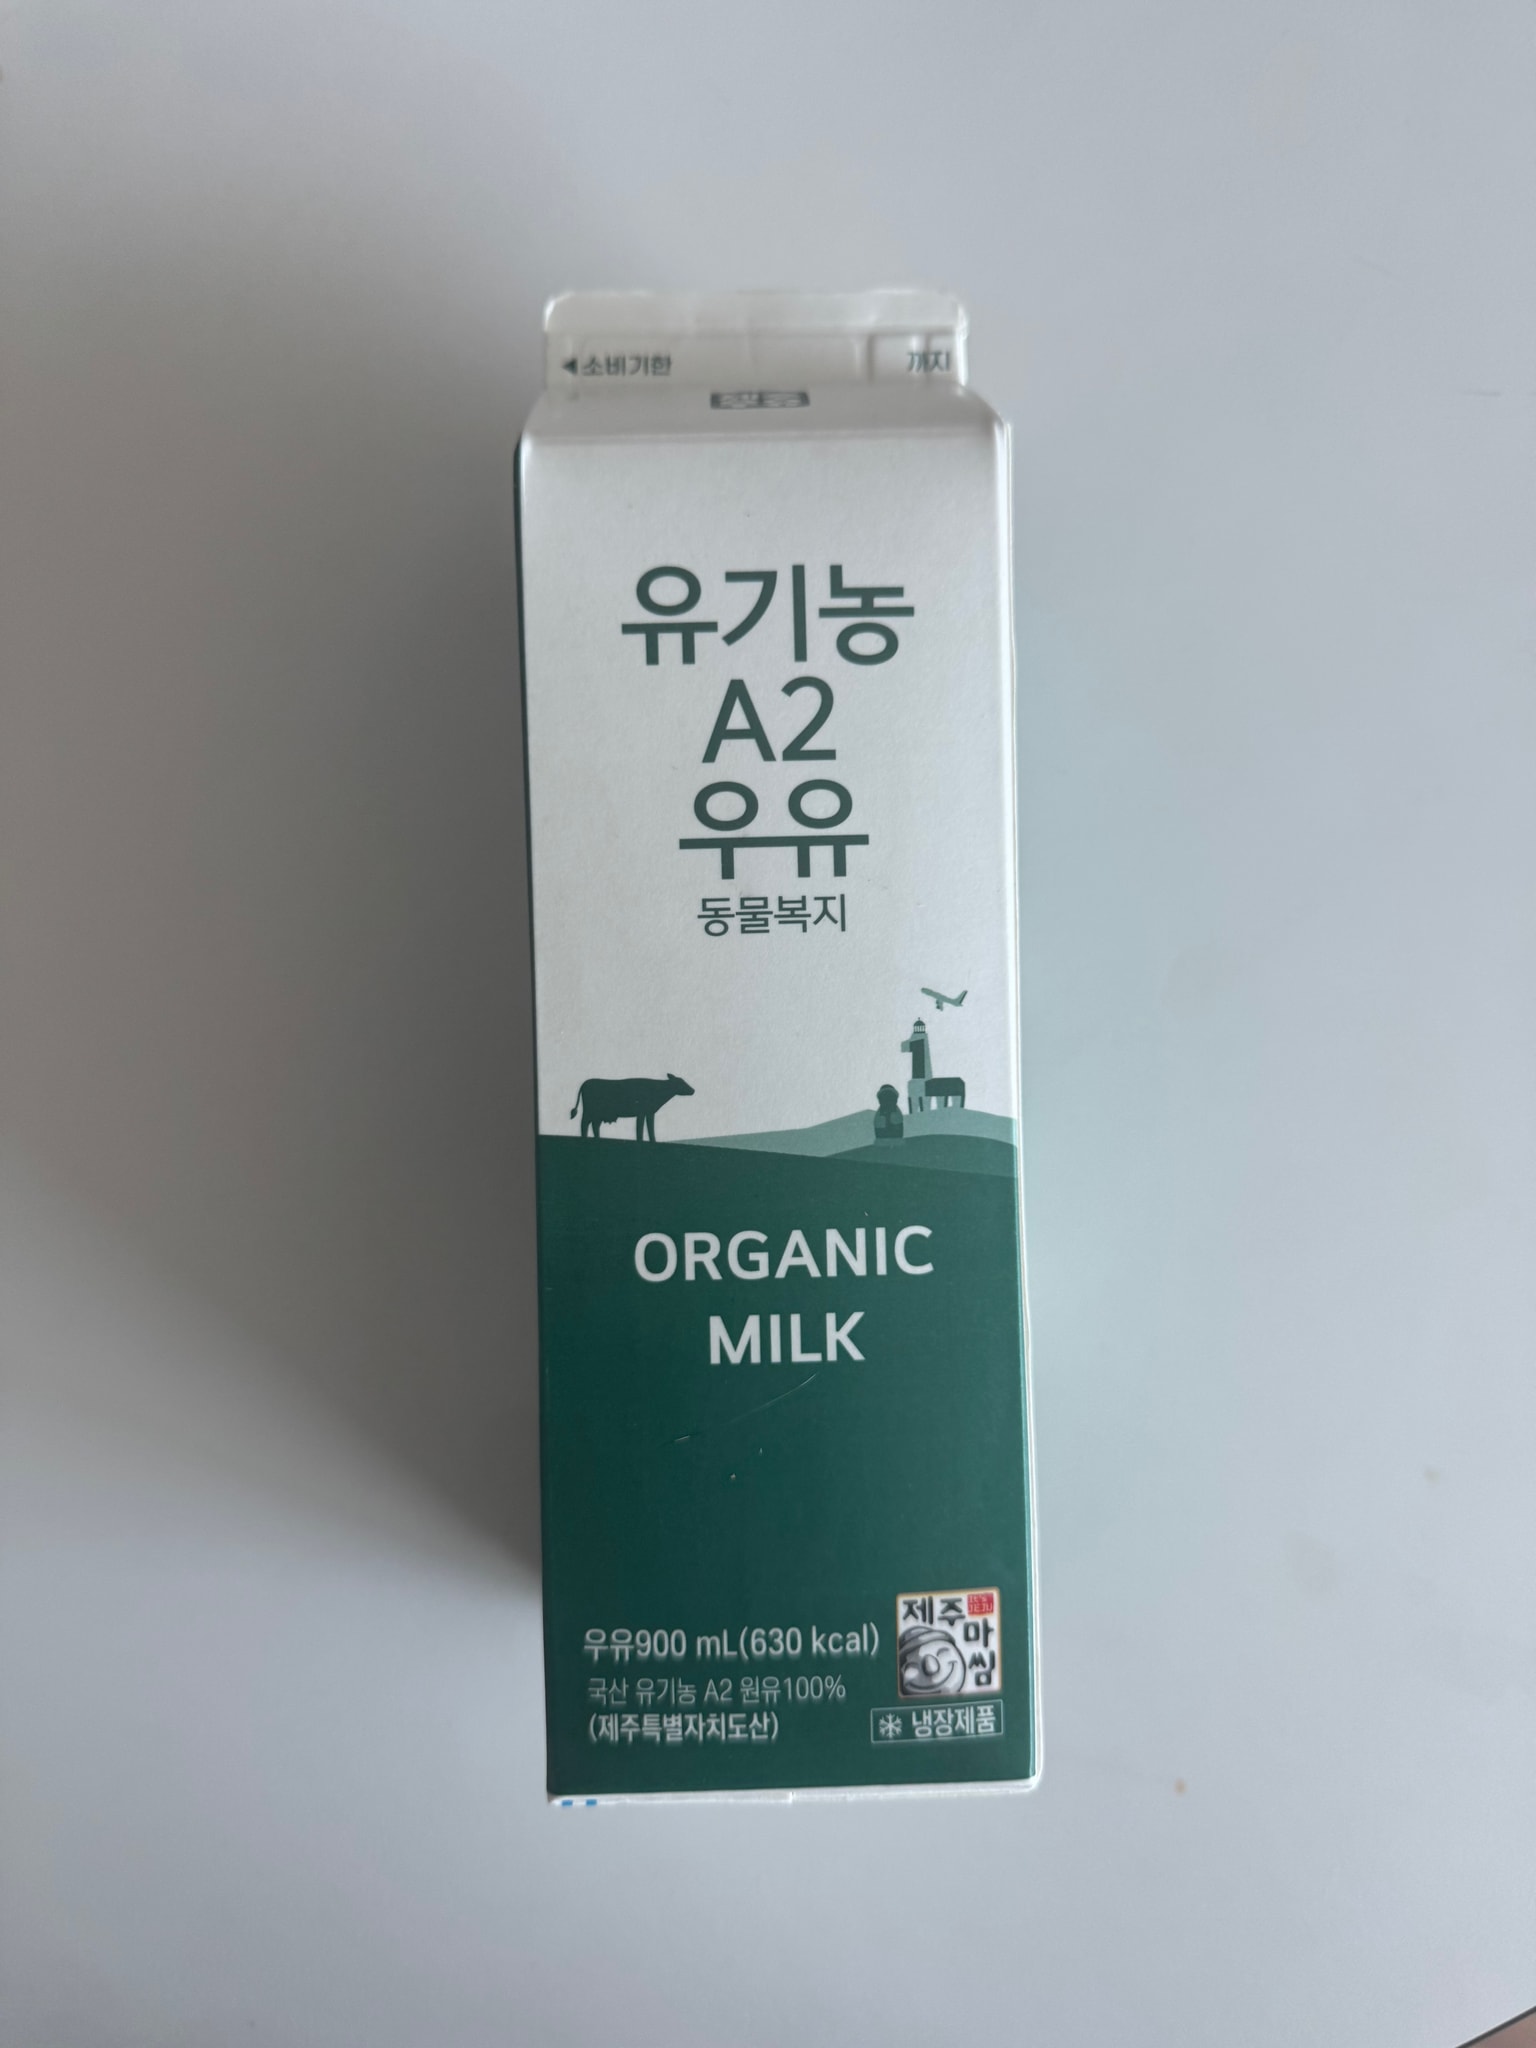 ◀소비기한 까지
유기농
A2
우유
동물복지
ORGANIC
MILK
우유900 mL(630 kcal)
국산 유기농 A2 원유100%
(제주특별자치도산)
제주
It's
JEJU
마
씸
냉장제품